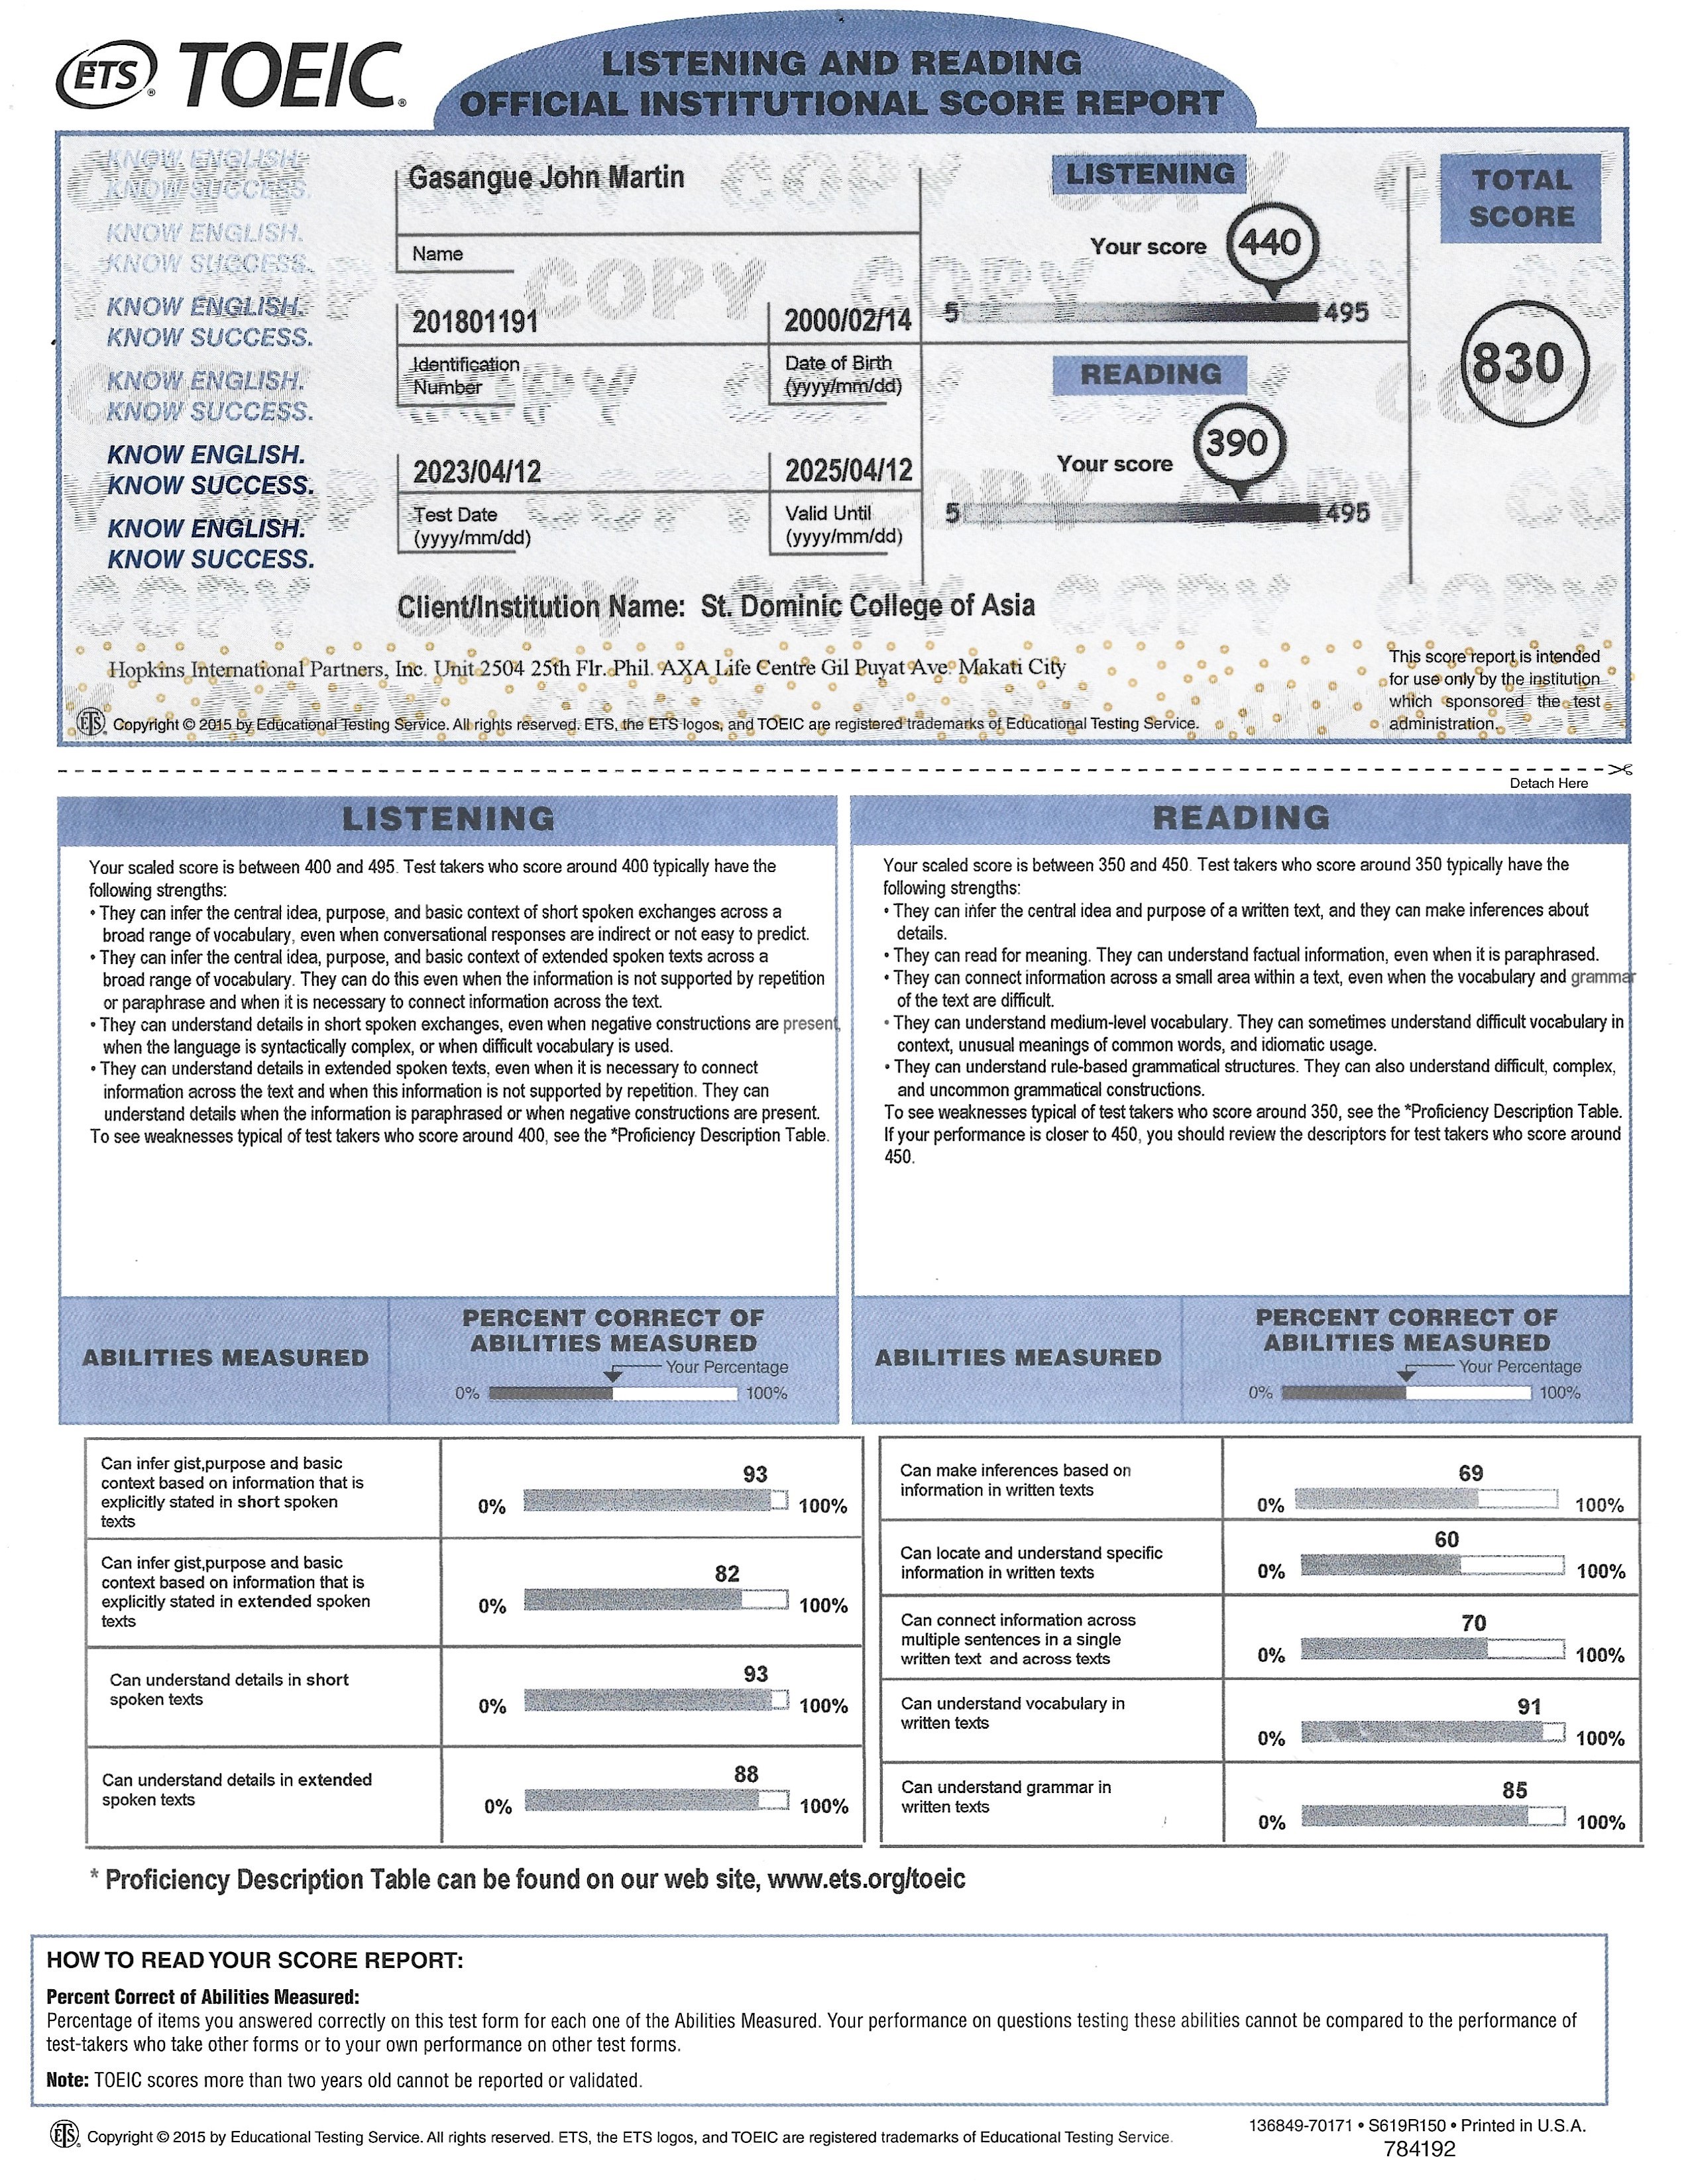 ETS® TOEIC®
LISTENING AND READING
OFFICIAL INSTITUTIONAL SCORE REPORT
KNOW ENGLISH.
KNOW SUCCESS.
KNOW ENGLISH.
KNOW SUCCESS.
KNOW ENGLISH.
KNOW SUCCESS.
KNOW ENGLISH.
KNOW SUCCESS.
KNOW ENGLISH.
KNOW SUCCESS.
KNOW ENGLISH.
KNOW SUCCESS.
Gasangue John Martin
Name
201801191
Identification
Number
2000/02/14
Date of Birth
(yyyy/mm/dd)
2023/04/12
Test Date
(yyyy/mm/dd)
2025/04/12
Valid Until
(yyyy/mm/dd)
LISTENING
Your score 440
5 495
READING
Your score 390
5 495
TOTAL
SCORE
830
Client/Institution Name: St. Dominic College of Asia
Hopkins International Partners, Inc. Unit 2504 25th Flr. Phil. AXA Life Centre Gil Puyat Ave. Makati City
This score report is intended
for use only by the institution
which sponsored the test
administration.
ETS® Copyright © 2015 by Educational Testing Service. All rights reserved. ETS, the ETS logos, and TOEIC are registered trademarks of Educational Testing Service.
COPY
Detach Here
LISTENING
Your scaled score is between 400 and 495. Test takers who score around 400 typically have the
following strengths:
• They can infer the central idea, purpose, and basic context of short spoken exchanges across a
broad range of vocabulary, even when conversational responses are indirect or not easy to predict.
• They can infer the central idea, purpose, and basic context of extended spoken texts across a
broad range of vocabulary. They can do this even when the information is not supported by repetition
or paraphrase and when it is necessary to connect information across the text.
• They can understand details in short spoken exchanges, even when negative constructions are present,
when the language is syntactically complex, or when difficult vocabulary is used.
• They can understand details in extended spoken texts, even when it is necessary to connect
information across the text and when this information is not supported by repetition. They can
understand details when the information is paraphrased or when negative constructions are present.
To see weaknesses typical of test takers who score around 400, see the *Proficiency Description Table.
READING
Your scaled score is between 350 and 450. Test takers who score around 350 typically have the
following strengths:
• They can infer the central idea and purpose of a written text, and they can make inferences about
details.
• They can read for meaning. They can understand factual information, even when it is paraphrased.
• They can connect information across a small area within a text, even when the vocabulary and grammar
of the text are difficult.
• They can understand medium-level vocabulary. They can sometimes understand difficult vocabulary in
context, unusual meanings of common words, and idiomatic usage.
• They can understand rule-based grammatical structures. They can also understand difficult, complex,
and uncommon grammatical constructions.
To see weaknesses typical of test takers who score around 350, see the *Proficiency Description Table.
If your performance is closer to 450, you should review the descriptors for test takers who score around
450.
ABILITIES MEASURED
PERCENT CORRECT OF
ABILITIES MEASURED
Your Percentage
0% 100%
Can infer gist,purpose and basic
context based on information that is
explicitly stated in short spoken
texts
93
0% 100%
Can infer gist,purpose and basic
context based on information that is
explicitly stated in extended spoken
texts
82
0% 100%
Can understand details in short
spoken texts
93
0% 100%
Can understand details in extended
spoken texts
88
0% 100%
ABILITIES MEASURED
PERCENT CORRECT OF
ABILITIES MEASURED
Your Percentage
0% 100%
Can make inferences based on
information in written texts
69
0% 100%
Can locate and understand specific
information in written texts
60
0% 100%
Can connect information across
multiple sentences in a single
written text and across texts
70
0% 100%
Can understand vocabulary in
written texts
91
0% 100%
Can understand grammar in
written texts
85
0% 100%
* Proficiency Description Table can be found on our web site, www.ets.org/toeic
HOW TO READ YOUR SCORE REPORT:
Percent Correct of Abilities Measured:
Percentage of items you answered correctly on this test form for each one of the Abilities Measured. Your performance on questions testing these abilities cannot be compared to the performance of
test-takers who take other forms or to your own performance on other test forms.
Note: TOEIC scores more than two years old cannot be reported or validated.
ETS® Copyright © 2015 by Educational Testing Service. All rights reserved. ETS, the ETS logos, and TOEIC are registered trademarks of Educational Testing Service.
136849-70171 • S619R150 • Printed in U.S.A.
784192